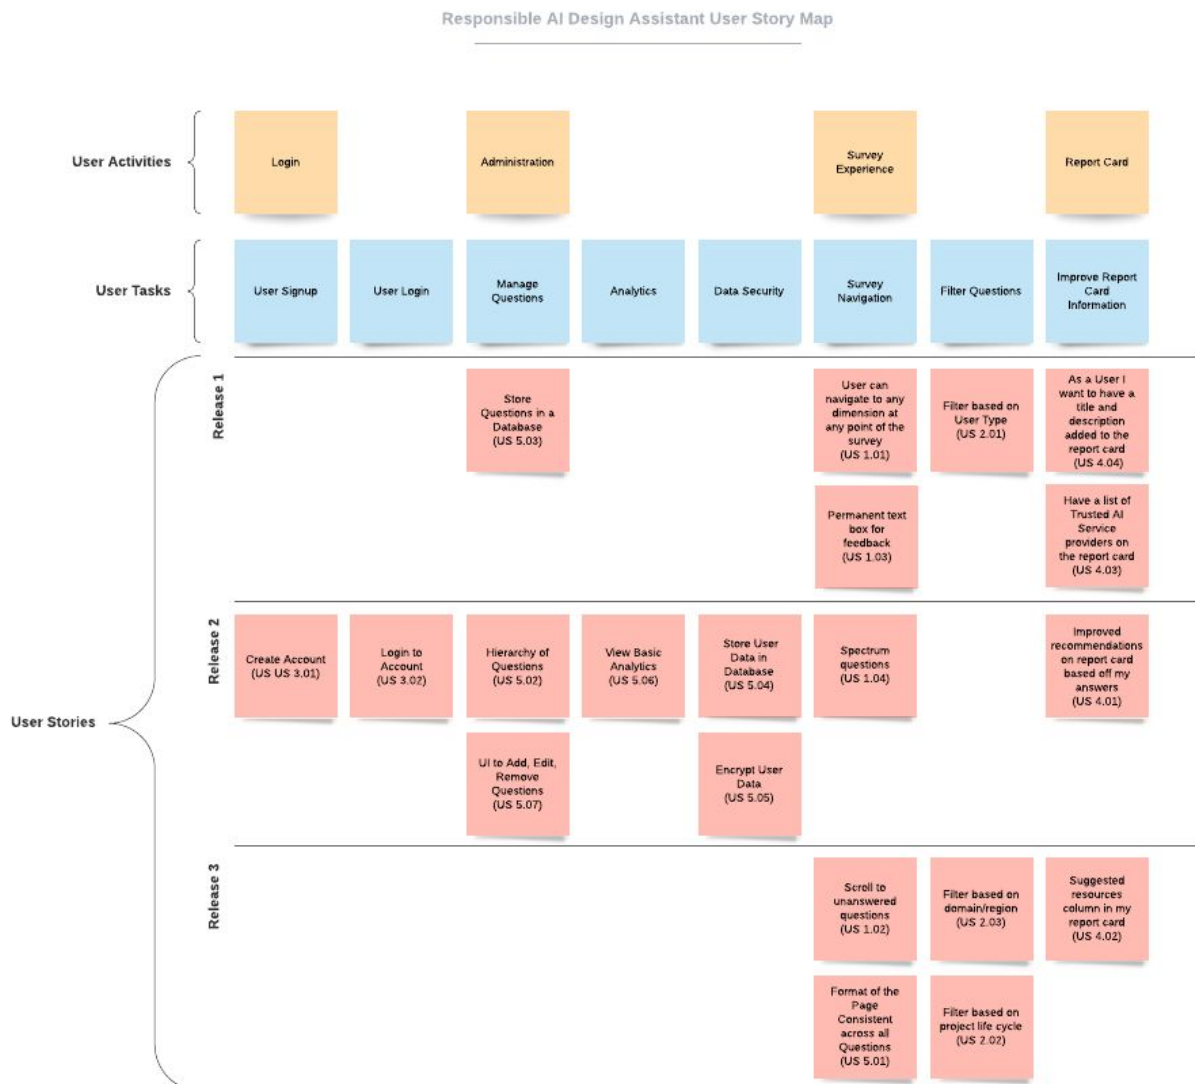 Responsible AI Design Assistant User Story Map
User Activities
Login
Administration
Survey
Experience
Report Card
User Tasks
User Signup
User Login
Manage
Questions
Analytics
Data Security
Survey
Navigation
Filter Questions
Improve Report
Card
Information
User Stories
Release 1
Store
Questions in a
Database
(US 5.03)
User can
navigate to any
dimension at
any point of the
survey
(US 1.01)
Filter based on
User Type
(US 2.01)
As a User I
want to have a
title and
description
added to the
report card
(US 4.04)
Permanent text
box for
feedback
(US 1.03)
Have a list of
Trusted AI
Service
providers on
the report card
(US 4.03)
Release 2
Create Account
(US US 3.01)
Login to
Account
(US 3.02)
Hierarchy of
Questions
(US 5.02)
View Basic
Analytics
(US 5.06)
Store User
Data in
Database
(US 5.04)
Spectrum
questions
(US 1.04)
Improved
recommendations
on report card
based off my
answers
(US 4.01)
UI to Add, Edit,
Remove
Questions
(US 5.07)
Encrypt User
Data
(US 5.05)
Release 3
Scroll to
unanswered
questions
(US 1.02)
Filter based on
domain/region
(US 2.03)
Suggested
resources
column in my
report card
(US 4.02)
Format of the
Page
Consistent
across all
Questions
(US 5.01)
Filter based on
project life cycle
(US 2.02)